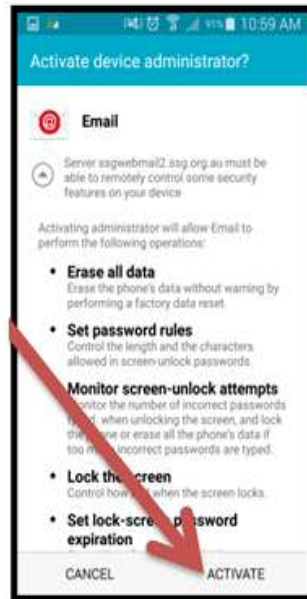 91% 10:59 AM
Activate device administrator?
Email
Server sagwebmail2.ssg.org.au must be
able to remotely control some security
features on your device
Activating administrator will allow Email to
perform the following operations:
• Erase all data
Erase the phone's data without warning by
performing a factory data reset.
• Set password rules
Control the length and the characters
allowed in screen-unlock passwords.
Monitor screen-unlock attempts
Monitor the number of incorrect passwords
typed when unlocking the screen, and lock
the phone or erase all the phone's data if
too many incorrect passwords are typed.
• Lock the screen
Control how and when the screen locks.
• Set lock-screen password
expiration
CANCEL ACTIVATE